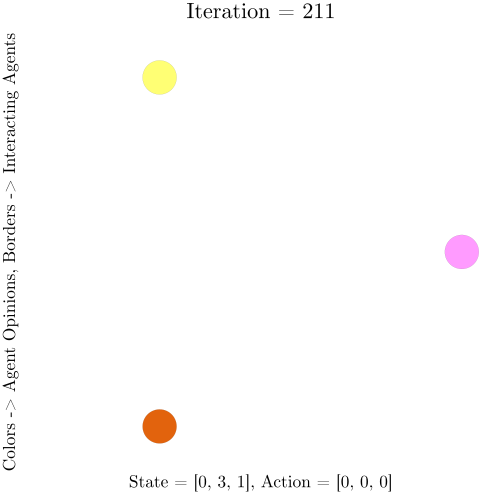 Iteration = 211
Colors -> Agent Opinions, Borders -> Interacting Agents
State = [0, 3, 1], Action = [0, 0, 0]